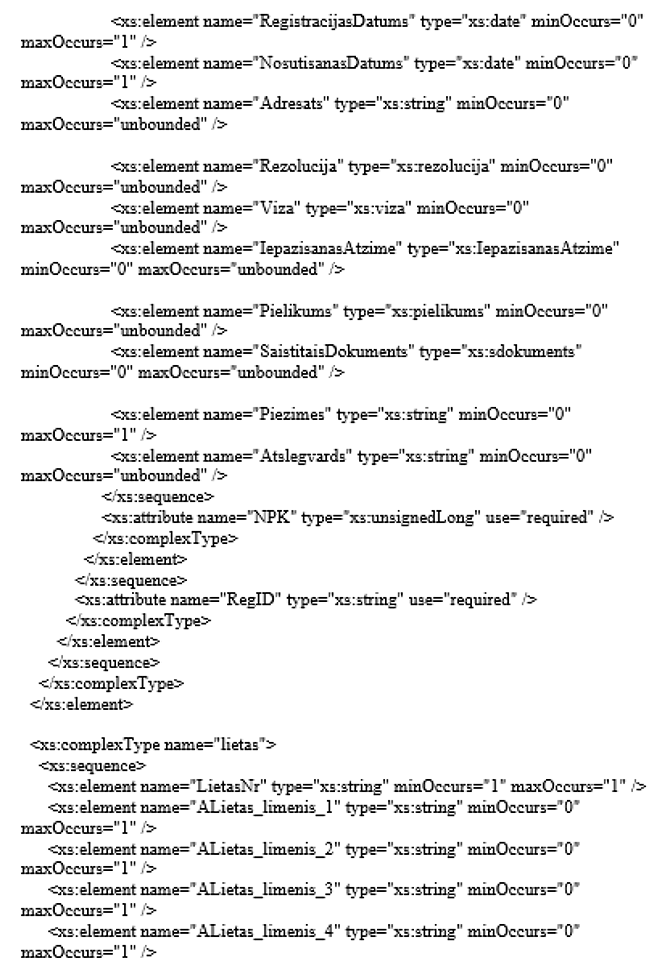 <xs:element name="RegistracijasDatums" type="xs:date" minOccurs="0"
maxOccurs="1" />
<xs:element name="NosutisanasDatums" type="xs:date" minOccurs="0"
maxOccurs="1" />
<xs:element name="Adresats" type="xs:string" minOccurs="0"
maxOccurs="unbounded" />
<xs:element name="Rezolucija" type="xs:rezolucija" minOccurs="0"
maxOccurs="unbounded" />
<xs:element name="Viza" type="xs:viza" minOccurs="0"
maxOccurs="unbounded" />
<xs:element name="IepazisanasAtzime" type="xs:IepazisanasAtzime"
minOccurs="0" maxOccurs="unbounded" />
<xs:element name="Pielikums" type="xs:pielikums" minOccurs="0"
maxOccurs="unbounded" />
<xs:element name="SaistitaisDokuments" type="xs:sdokuments"
minOccurs="0" maxOccurs="unbounded" />
<xs:element name="Piezimes" type="xs:string" minOccurs="0"
maxOccurs="1" />
<xs:element name="Atslegvards" type="xs:string" minOccurs="0"
maxOccurs="unbounded" />
</xs:sequence>
<xs:attribute name="NPK" type="xs:unsignedLong" use="required" />
</xs:complexType>
</xs:element>
</xs:sequence>
<xs:attribute name="RegID" type="xs:string" use="required" />
</xs:complexType>
</xs:element>
</xs:sequence>
</xs:complexType>
</xs:element>
<xs:complexType name="lietas">
<xs:sequence>
<xs:element name="LietasNr" type="xs:string" minOccurs="1" maxOccurs="1" />
<xs:element name="ALietas_limenis_1" type="xs:string" minOccurs="0"
maxOccurs="1" />
<xs:element name="ALietas_limenis_2" type="xs:string" minOccurs="0"
maxOccurs="1" />
<xs:element name="ALietas_limenis_3" type="xs:string" minOccurs="0"
maxOccurs="1" />
<xs:element name="ALietas_limenis_4" type="xs:string" minOccurs="0"
maxOccurs="1" />